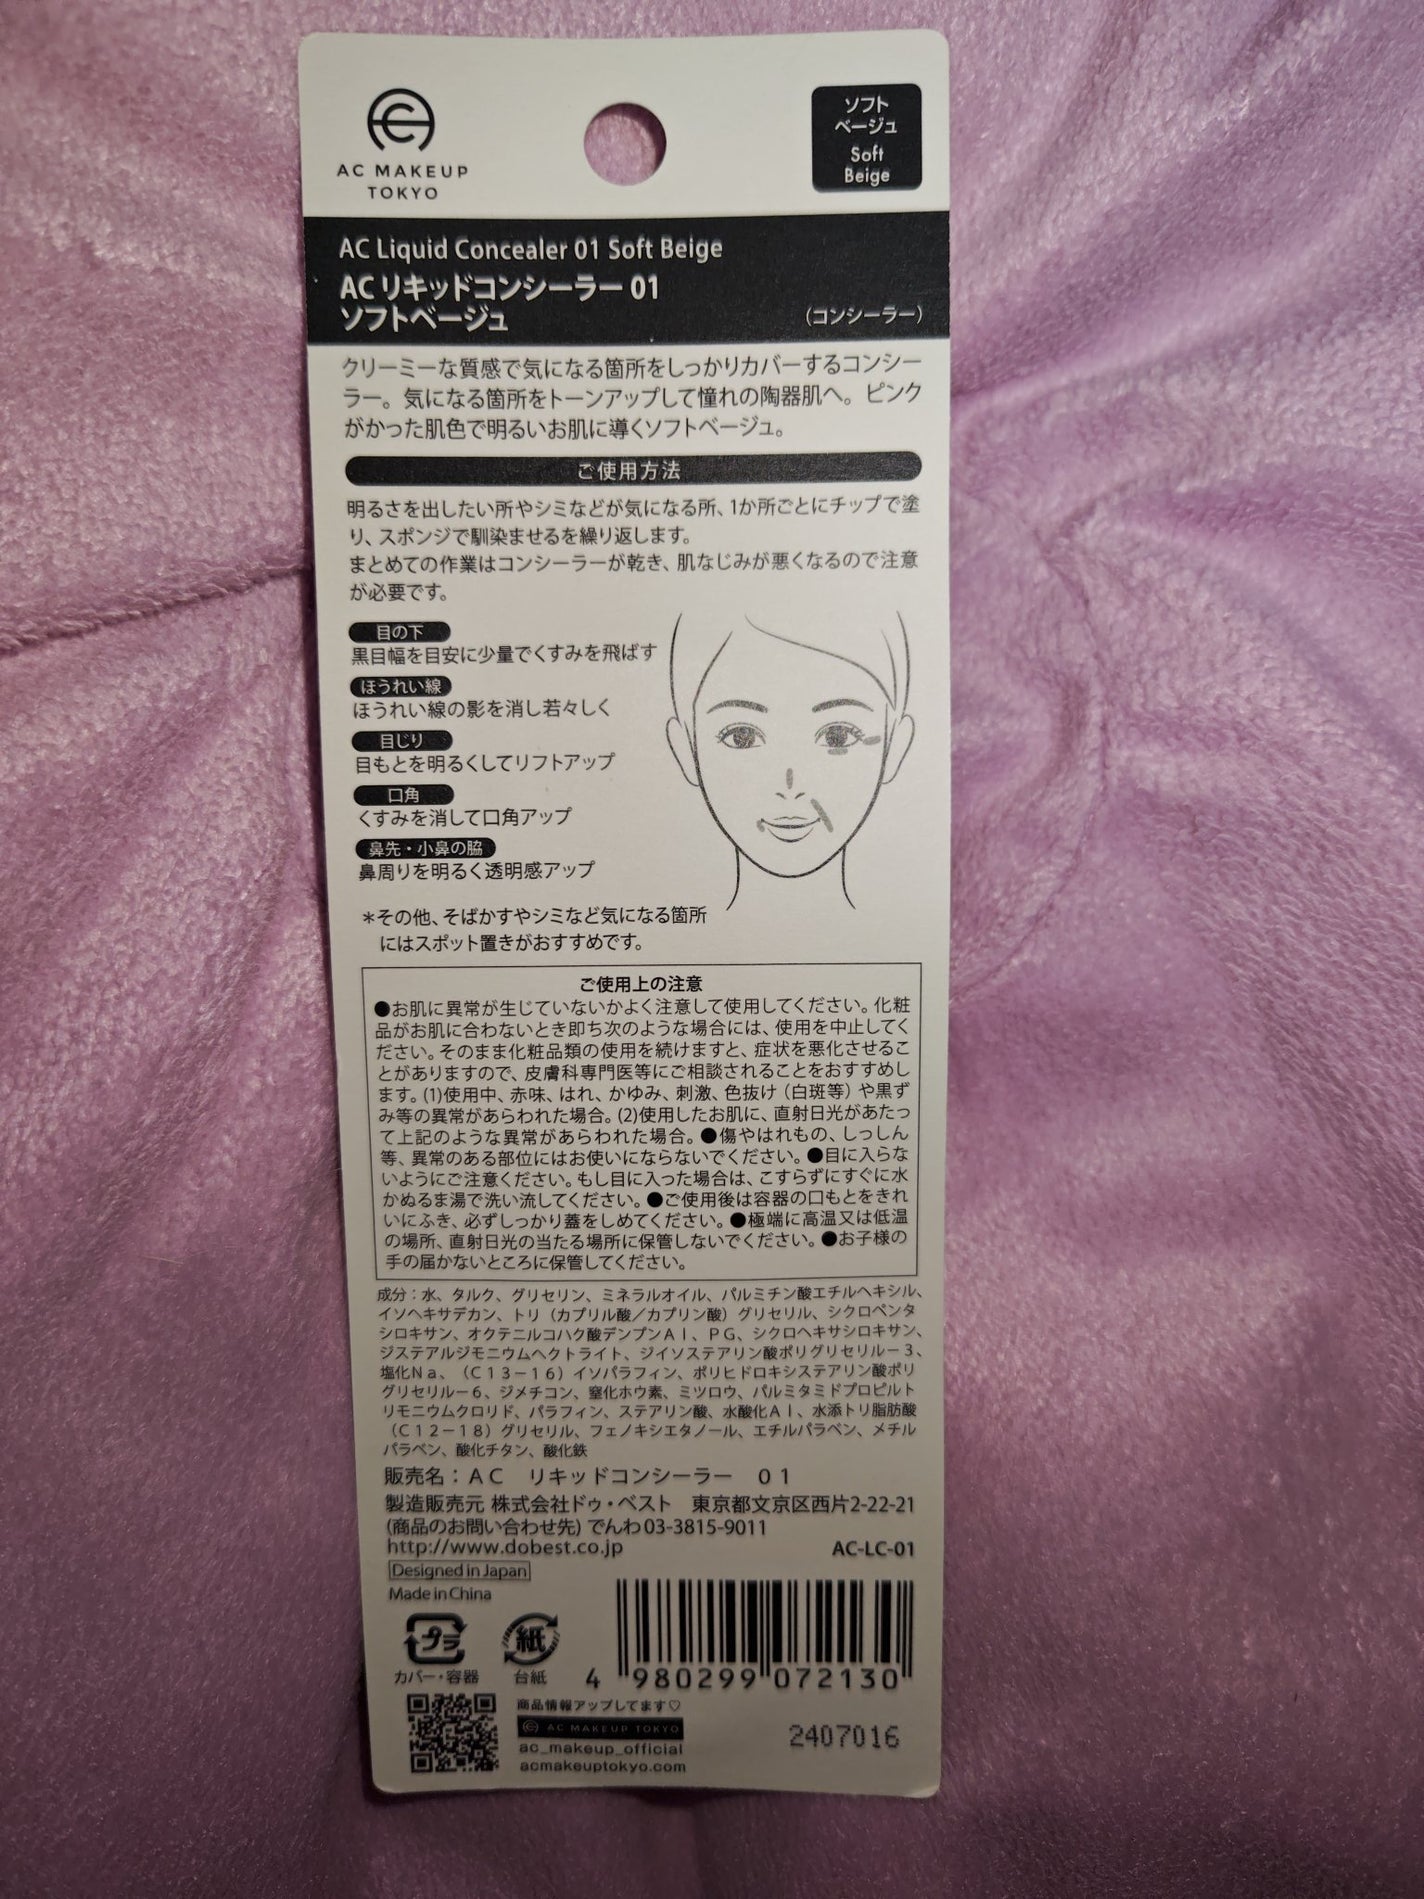 AC MAKEUP
TOKYO
ソフト
ベージュ
Soft
Beige
AC Liquid Concealer 01 Soft Beige
AC リキッドコンシーラー 01
ソフトベージュ
（コンシーラー）
クリーミーな質感で気になる箇所をしっかりカバーするコンシー
ラー。気になる箇所をトーンアップして憧れの陶器肌へ。ピンク
がかった肌色で明るいお肌に導くソフトベージュ。
ご使用方法
明るさを出したい所やシミなどが気になる所、1か所ごとにチップで塗
り、スポンジで馴染ませるを繰り返します。
まとめての作業はコンシーラーが乾き、肌なじみが悪くなるので注意
が必要です。
目の下
黒目幅を目安に少量でくすみを飛ばす
ほうれい線
ほうれい線の影を消し若々しく
目じり
目もとを明るくしてリフトアップ
口角
くすみを消して口角アップ
鼻先・小鼻の脇
鼻周りを明るく透明感アップ
＊その他、そばかすやシミなど気になる箇所
にはスポット置きがおすすめです。
ご使用上の注意
●お肌に異常が生じていないかよく注意して使用してください。化粧
品がお肌に合わないとき即ち次のような場合には、使用を中止してく
ださい。そのまま化粧品類の使用を続けますと、症状を悪化させるこ
とがありますので、皮膚科専門医等にご相談されることをおすすめし
ます。(1)使用中、赤味、はれ、かゆみ、刺激、色抜け（白斑等）や黒ず
み等の異常があらわれた場合。(2)使用したお肌に、直射日光があたっ
て上記のような異常があらわれた場合。●傷やはれもの、しっしん
等、異常のある部位にはお使いにならないでください。●目に入らな
いようにご注意ください。もし目に入った場合は、こすらずにすぐに水
かぬるま湯で洗い流してください。●ご使用後は容器の口もとをきれ
いにふき、必ずしっかり蓋をしめてください。●極端に高温又は低温
の場所、直射日光の当たる場所に保管しないでください。●お子様の
手の届かないところに保管してください。
成分：水、タルク、グリセリン、ミネラルオイル、パルミチン酸エチルヘキシル、
イソヘキサデカン、トリ（カプリル酸／カプリン酸）グリセリル、シクロペンタ
シロキサン、オクテニルコハク酸デンプンＡｌ、ＰＧ、シクロヘキサシロキサン、
ジステアルジモニウムヘクトライト、ジイソステアリン酸ポリグリセリル－３、
塩化Ｎａ、（Ｃ１３－１６）イソパラフィン、ポリヒドロキシステアリン酸ポリ
グリセリル－６、ジメチコン、窒化ホウ素、ミツロウ、パルミタミドプロピルト
リモニウムクロリド、パラフィン、ステアリン酸、水酸化Ａｌ、水添トリ脂肪酸
（Ｃ１２－１８）グリセリル、フェノキシエタノール、エチルパラベン、メチル
パラベン、酸化チタン、酸化鉄
販売名：ＡＣ　リキッドコンシーラー　０１
製造販売元 株式会社ドゥ・ベスト　東京都文京区西片2-22-21
(商品のお問い合わせ先) でんわ03-3815-9011
http://www.dobest.co.jp
AC-LC-01
Designed in Japan
Made in China
プラ
カバー・容器
紙
台紙
4 980299 072130
商品情報アップしてます♡
AC MAKEUP TOKYO
ac_makeup_official
acmakeuptokyo.com
2407016